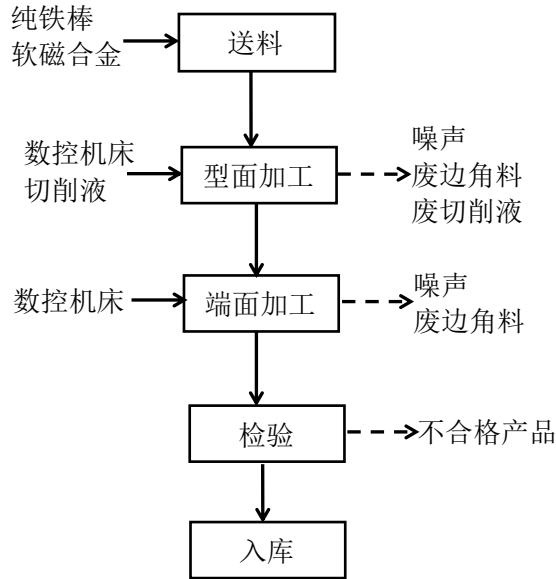 纯铁棒
软磁合金
送料
数控机床
切削液
型面加工
噪声
废边角料
废切削液
数控机床
端面加工
噪声
废边角料
检验
不合格产品
入库